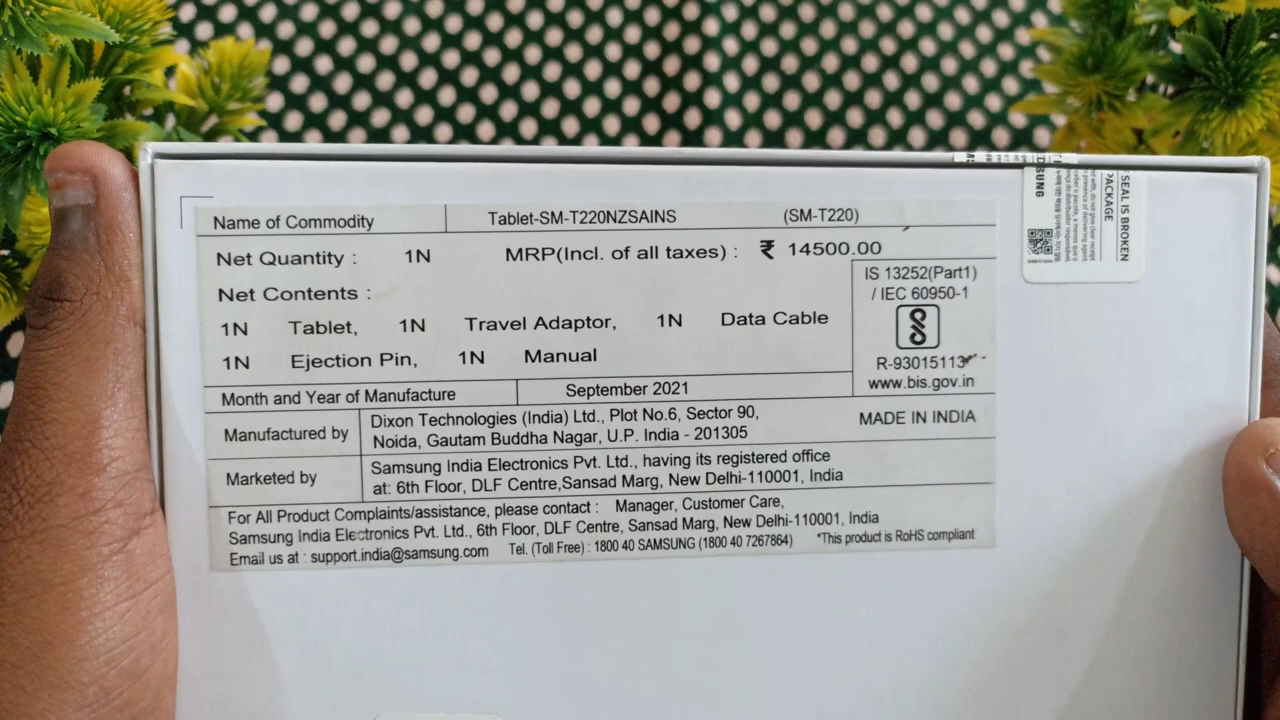 Name of Commodity Tablet-SM-T220NZSAINS (SM-T220)
Net Quantity : 1N MRP(Incl. of all taxes) : ₹ 14500.00
Net Contents :
1N Tablet, 1N Travel Adaptor, 1N Data Cable
1N Ejection Pin, 1N Manual
IS 13252(Part1)
/ IEC 60950-1
R-93015113
www.bis.gov.in
Month and Year of Manufacture September 2021
Manufactured by
Dixon Technologies (India) Ltd., Plot No.6, Sector 90,
Noida, Gautam Buddha Nagar, U.P. India - 201305
MADE IN INDIA
Marketed by
Samsung India Electronics Pvt. Ltd., having its registered office
at: 6th Floor, DLF Centre,Sansad Marg, New Delhi-110001, India
For All Product Complaints/assistance, please contact : Manager, Customer Care,
Samsung India Electronics Pvt. Ltd., 6th Floor, DLF Centre, Sansad Marg, New Delhi-110001, India
Email us at : support.india@samsung.com Tel. (Toll Free) : 1800 40 SAMSUNG (1800 40 7267864) *This product is RoHS compliant
SEAL IS BROKEN
PACKAGE